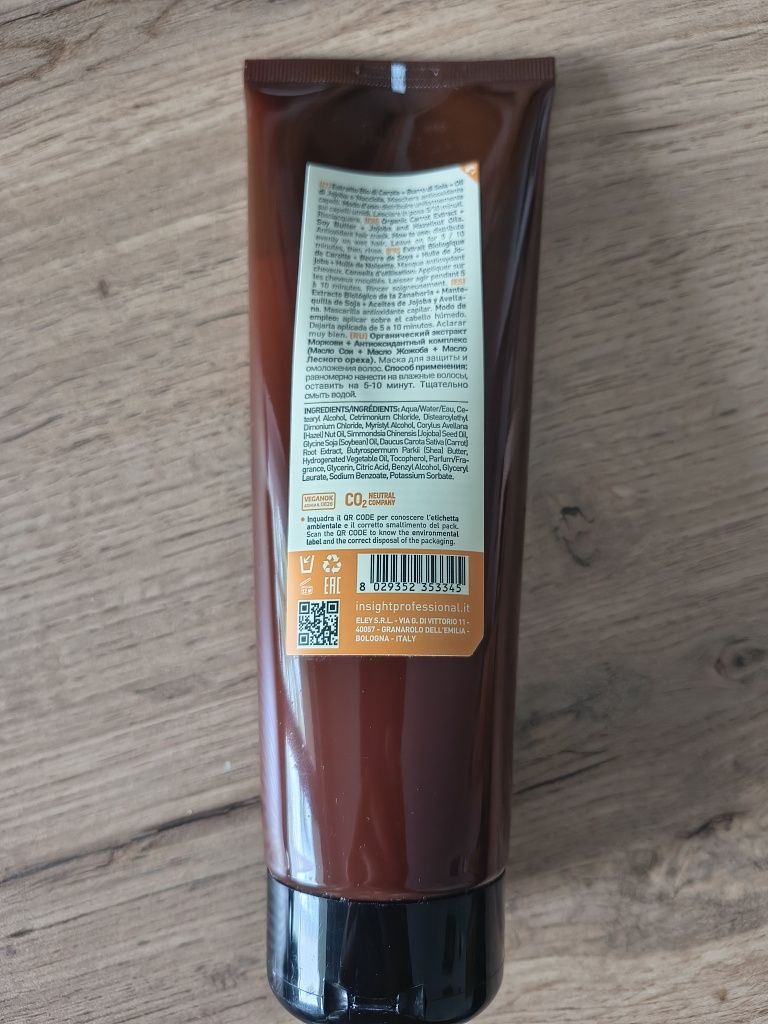 (IT) Estratto Bio di Carota + Burro di Soia + Oli
di Jojoba e Nocciola. Maschera antiossidante
capelli. Modo d'uso: distribuire uniformemente
sui capelli umidi. Lasciare in posa 5/10 minuti.
Risciacquare. (EN) Organic Carrot Extract +
Soy Butter + Jojoba and Hazelnut Oils.
Antioxidant hair mask. How to use: distribute
evenly on wet hair. Leave on for 5 / 10
minutes, then rinse. (FR) Extrait Biologique
de Carotte + Beurre de Soja + Huile de Jo-
joba + Huile de Noisette. Masque antioxydant
cheveux. Conseils d'utilisation: Appliquer sur
les cheveux mouillés. Laisser agir pendant 5
à 10 minutes. Rincer soigneusement. (ES)
Extracto Biológico de la Zanahoria + Mante-
quilla de Soja + Aceites de Jojoba y Avella-
na. Mascarilla antioxidante capilar. Modo de
empleo: aplicar sobre el cabello húmedo.
Dejarla aplicada de 5 a 10 minutos. Aclarar
muy bien. (RU) Органический экстракт
Моркови + Антиоксидантный комплекс
(Масло Сои + Масло Жожоба + Масло
Лесного ореха). Маска для защиты и
омоложения волос. Способ применения:
равномерно нанести на влажные волосы,
оставить на 5-10 минут. Тщательно
смыть водой.
INGREDIENTS/INGRÉDIENTS: Aqua/Water/Eau, Ce-
tearyl Alcohol, Cetrimonium Chloride, Distearoylethyl
Dimonium Chloride, Myristyl Alcohol, Corylus Avellana
(Hazel) Nut Oil, Simmondsia Chinensis (Jojoba) Seed Oil,
Glycine Soja (Soybean) Oil, Daucus Carota Sativa (Carrot)
Root Extract, Butyrospermum Parkii (Shea) Butter,
Hydrogenated Vegetable Oil, Tocopherol, Parfum/Fra-
grance, Glycerin, Citric Acid, Benzyl Alcohol, Glyceryl
Laurate, Sodium Benzoate, Potassium Sorbate.
VEGANOK
CO2 NEUTRAL
COMPANY
Inquadra il QR CODE per conoscere l'etichetta
ambientale e il corretto smaltimento del pack.
Scan the QR CODE to know the environmental
label and the correct disposal of the packaging.
12 M
EAC
8 029352 353345
insightprofessional.it
ELEY S.R.L. - VIA G. DI VITTORIO 11 -
40057 - GRANAROLO DELL'EMILIA -
BOLOGNA - ITALY